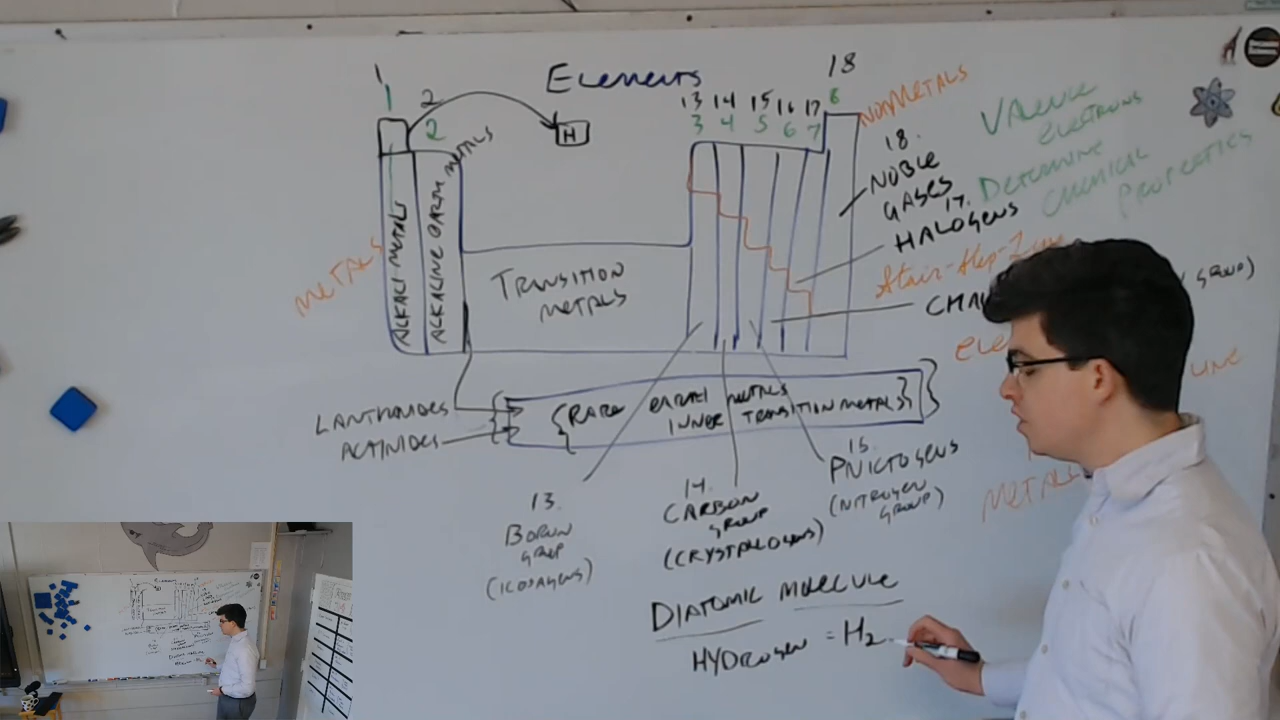 Elements
1
2
13 14 15 16 17
18
1
2
3 4 5 6 7
8
H
ALKALI METALS
ALKALINE EARTH METALS
METALS
TRANSITION
METALS
NONMETALS
18.
NOBLE
GASES
17.
HALOGENS
VALENCE
ELECTRONS
DETERMINE
CHEMICAL
PROPERTIES
Stair-Step-Line
LANTHANIDES
ACTINIDES
{RARE EARTH METALS
INNER TRANSITION METALS}
13.
BORON
GROUP
(ICOSAGENS)
14.
CARBON
GROUP
(CRYSTALLOGENS)
15.
PNICTOGENS
(NITROGEN
GROUP)
DIATOMIC MOLECULE
HYDROGEN = H2